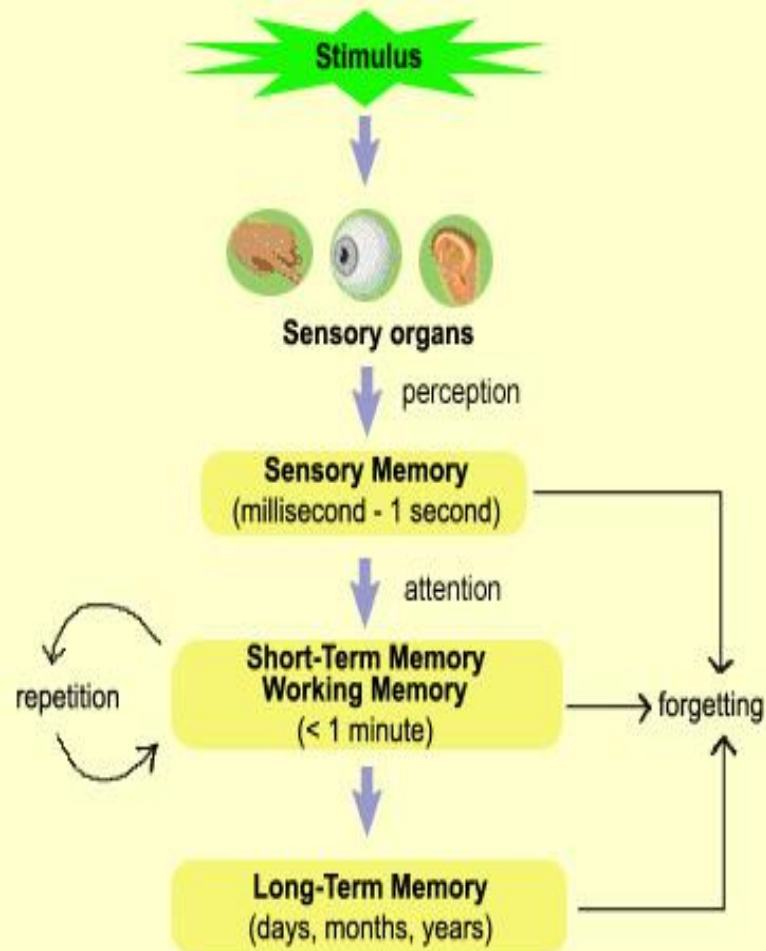 Stimulus
Sensory organs
perception
Sensory Memory
(millisecond - 1 second)
attention
Short-Term Memory
Working Memory
(< 1 minute)
repetition
forgetting
Long-Term Memory
(days, months, years)